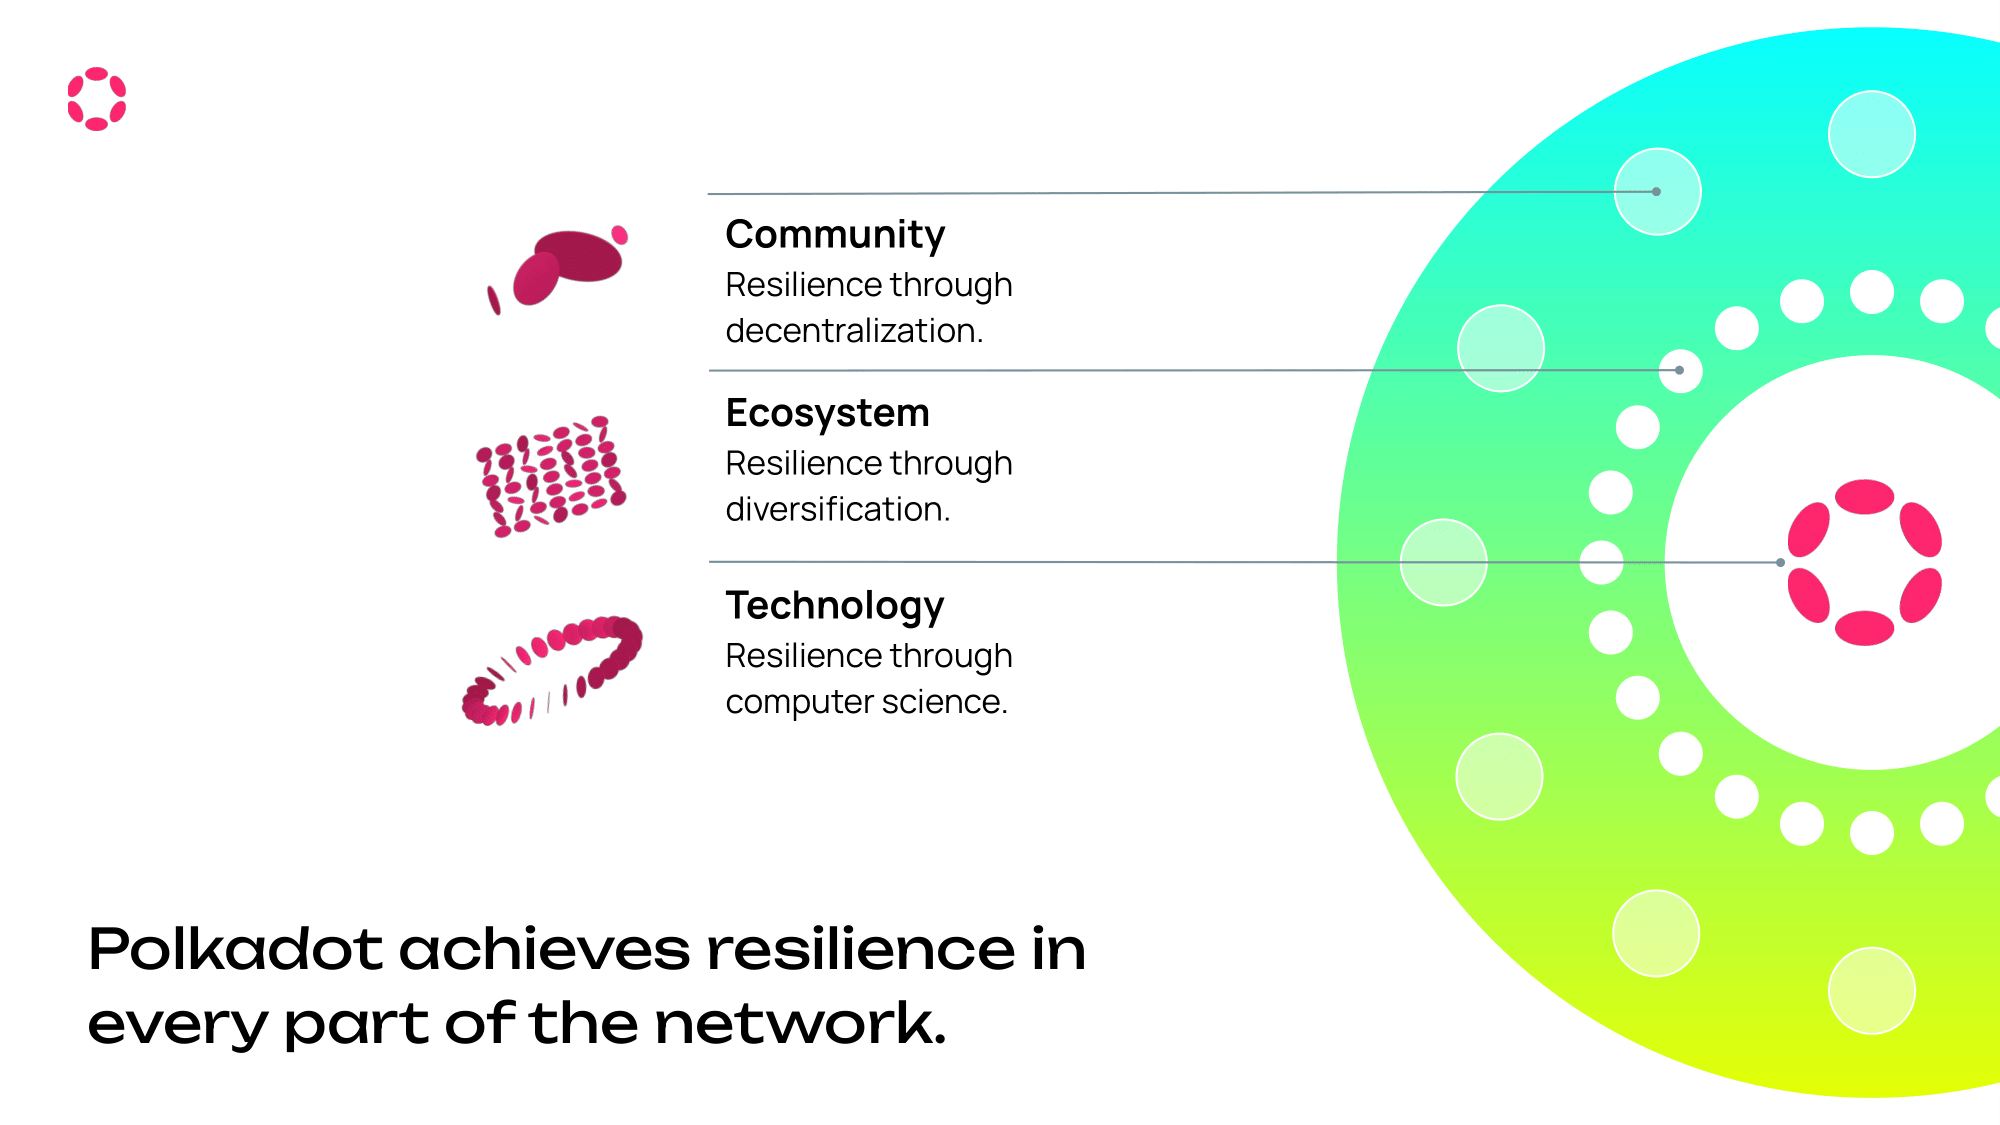 Community
Resilience through
decentralization.
Ecosystem
Resilience through
diversification.
Technology
Resilience through
computer science.
Polkadot achieves resilience in
every part of the network.